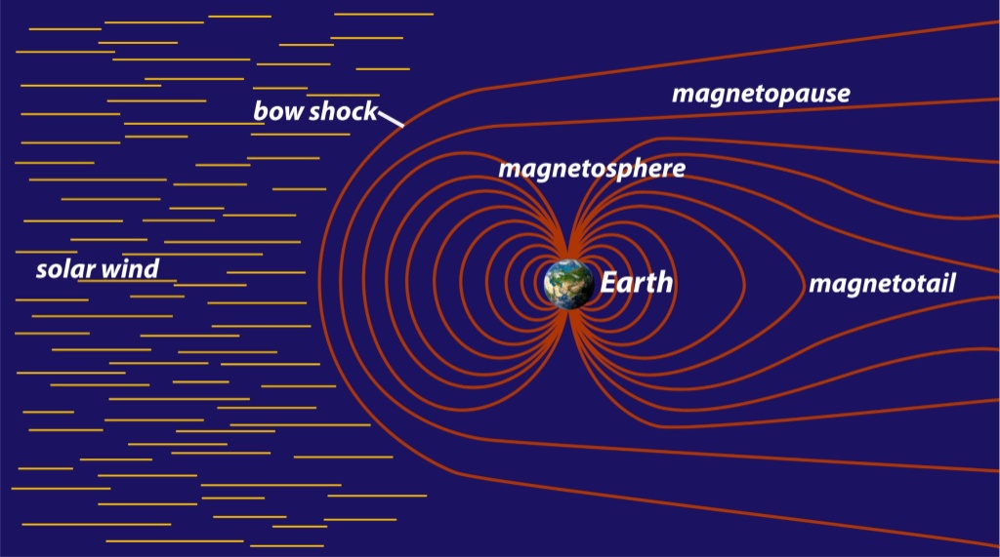 magnetopause
bow shock
magnetosphere
solar wind
Earth
magnetotail